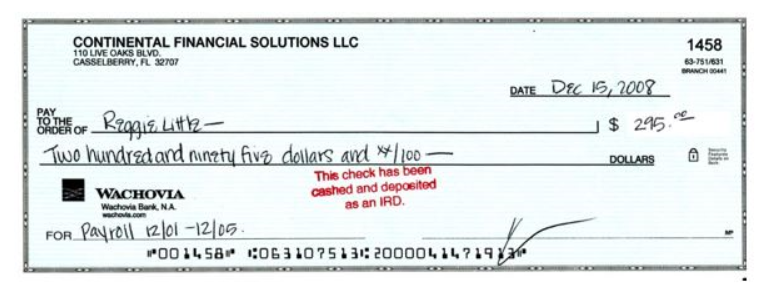 CONTINENTAL FINANCIAL SOLUTIONS LLC
110 LIVE OAKS BLVD.
CASSELBERRY, FL 32707
1458
63-751/631
BRANCH 00441
DATE Dec 15, 2008
PAY
TO THE
ORDER OF Reggie Little —
$ 295.00
Two hundred and ninety five dollars and xx/100 —
DOLLARS
Security
Features
Details on
Back.
This check has been
cashed and deposited
as an IRD.
WACHOVIA
Wachovia Bank, N.A.
wachovia.com
FOR Payroll 12/01 -12/05.
MP
⑈001458⑈ ⑆063107513⑆ 2000041471913⑈